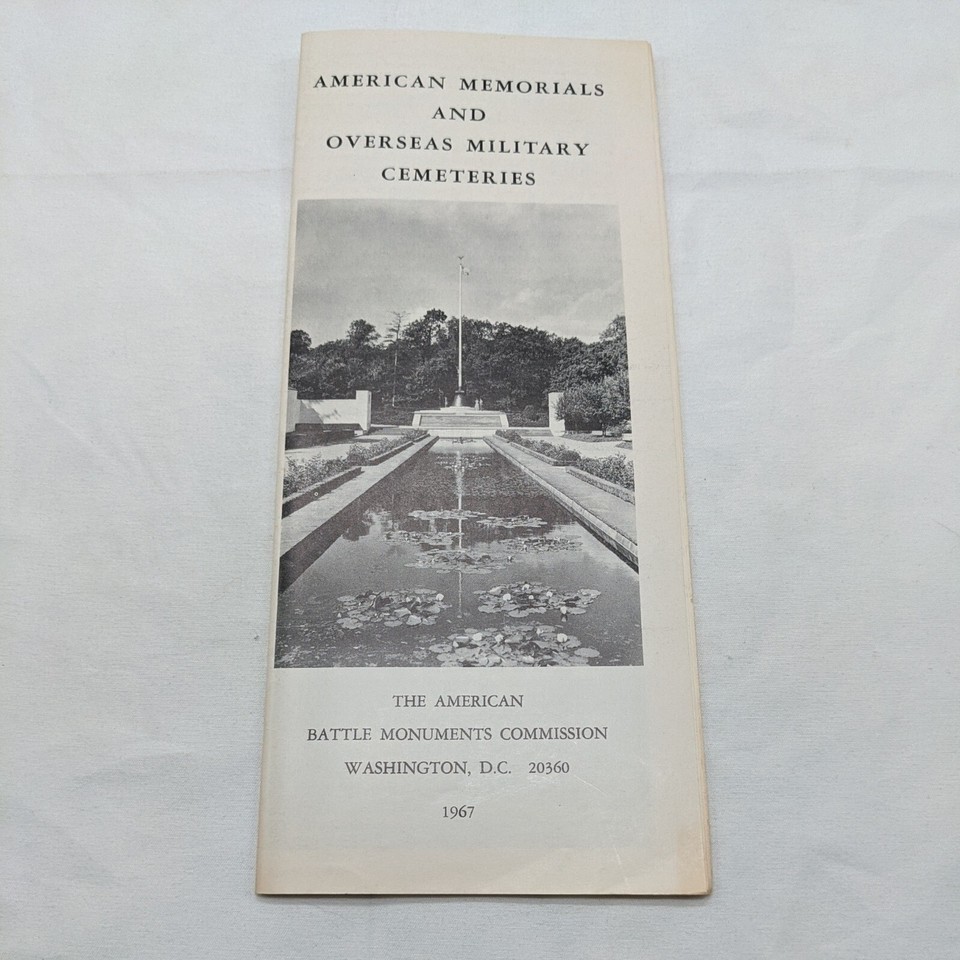 AMERICAN MEMORIALS
AND
OVERSEAS MILITARY
CEMETERIES
THE AMERICAN
BATTLE MONUMENTS COMMISSION
WASHINGTON, D.C. 20360
1967